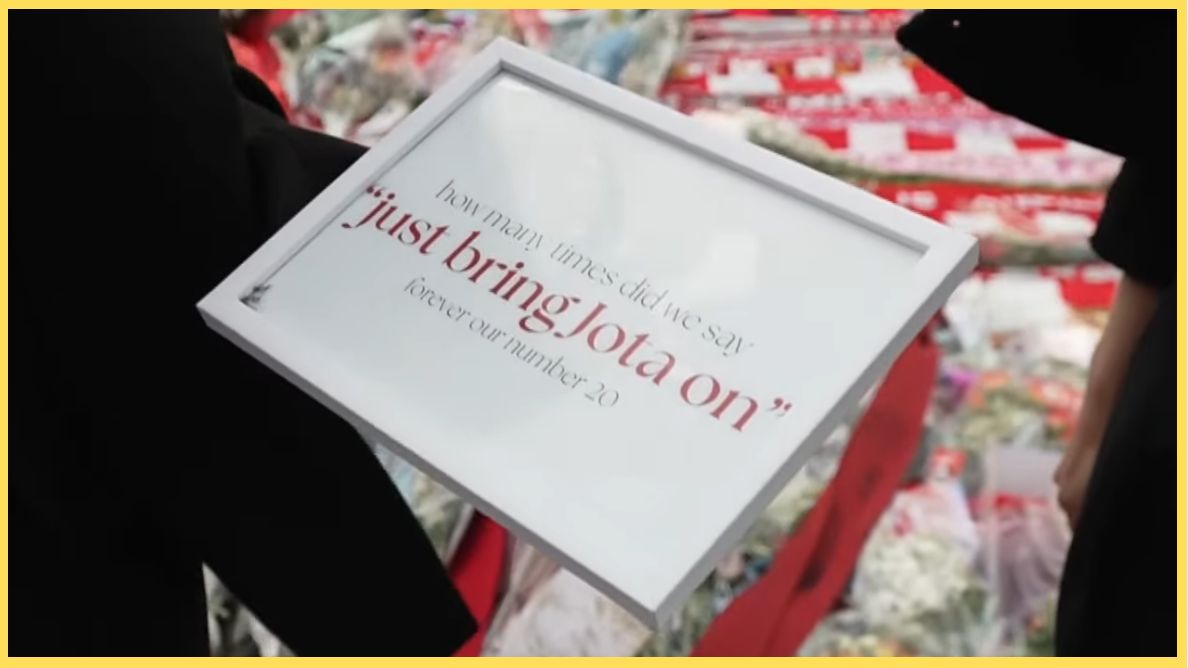 how many times did we say
“just bring Jota on”
forever our number 20